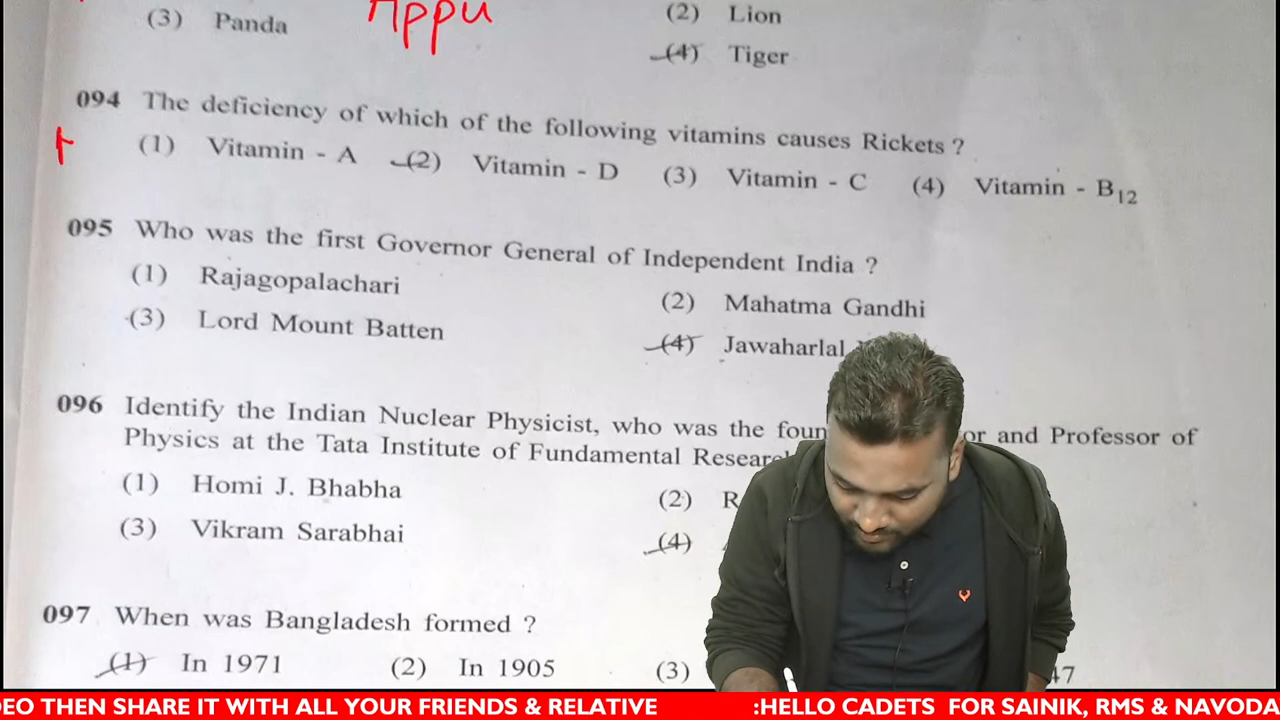 Appu
(3) Panda
(2) Lion
(4) Tiger
094 The deficiency of which of the following vitamins causes Rickets ?
(1) Vitamin - A (2) Vitamin - D (3) Vitamin - C (4) Vitamin - B12
095 Who was the first Governor General of Independent India ?
(1) Rajagopalachari
(2) Mahatma Gandhi
(3) Lord Mount Batten
(4) Jawaharlal
096 Identify the Indian Nuclear Physicist, who was the foun or and Professor of
Physics at the Tata Institute of Fundamental Resear
(1) Homi J. Bhabha
(2) R
(3) Vikram Sarabhai
(4)
097 When was Bangladesh formed ?
(1) In 1971 (2) In 1905 (3) 47
EO THEN SHARE IT WITH ALL YOUR FRIENDS & RELATIVE :HELLO CADETS FOR SAINIK, RMS & NAVODA